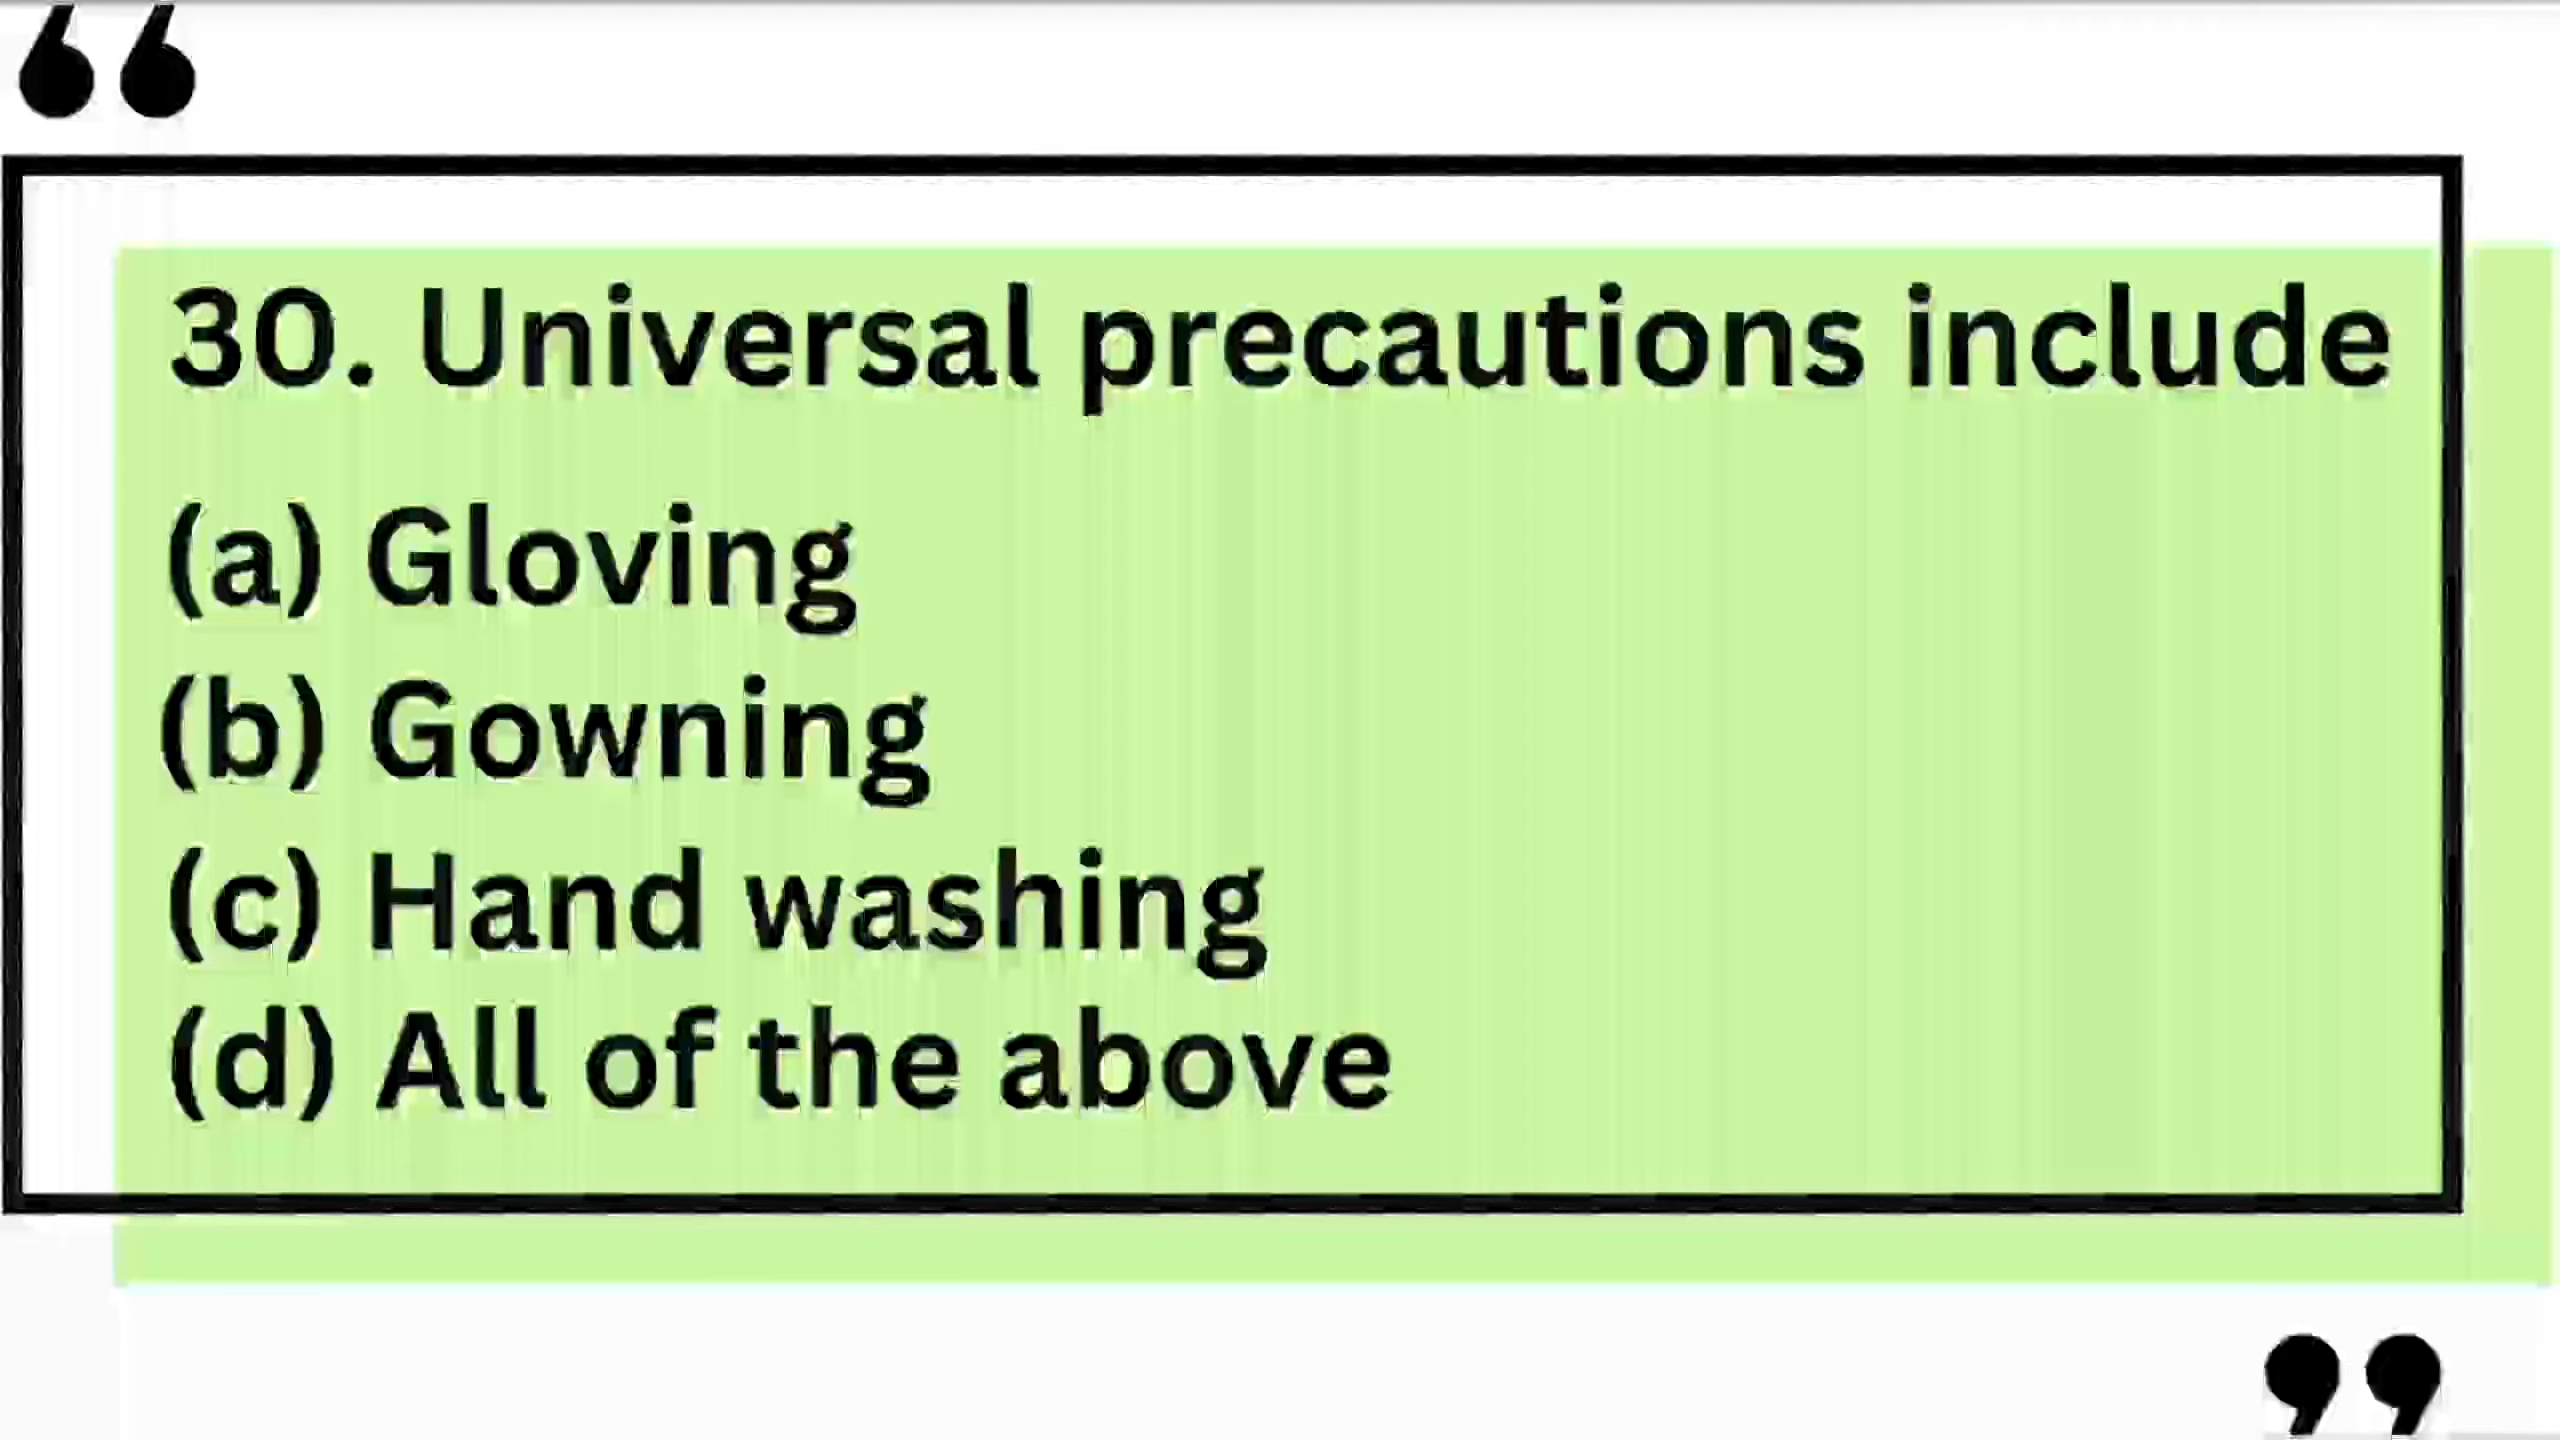 30. Universal precautions include
(a) Gloving
(b) Gowning
(c) Hand washing
(d) All of the above